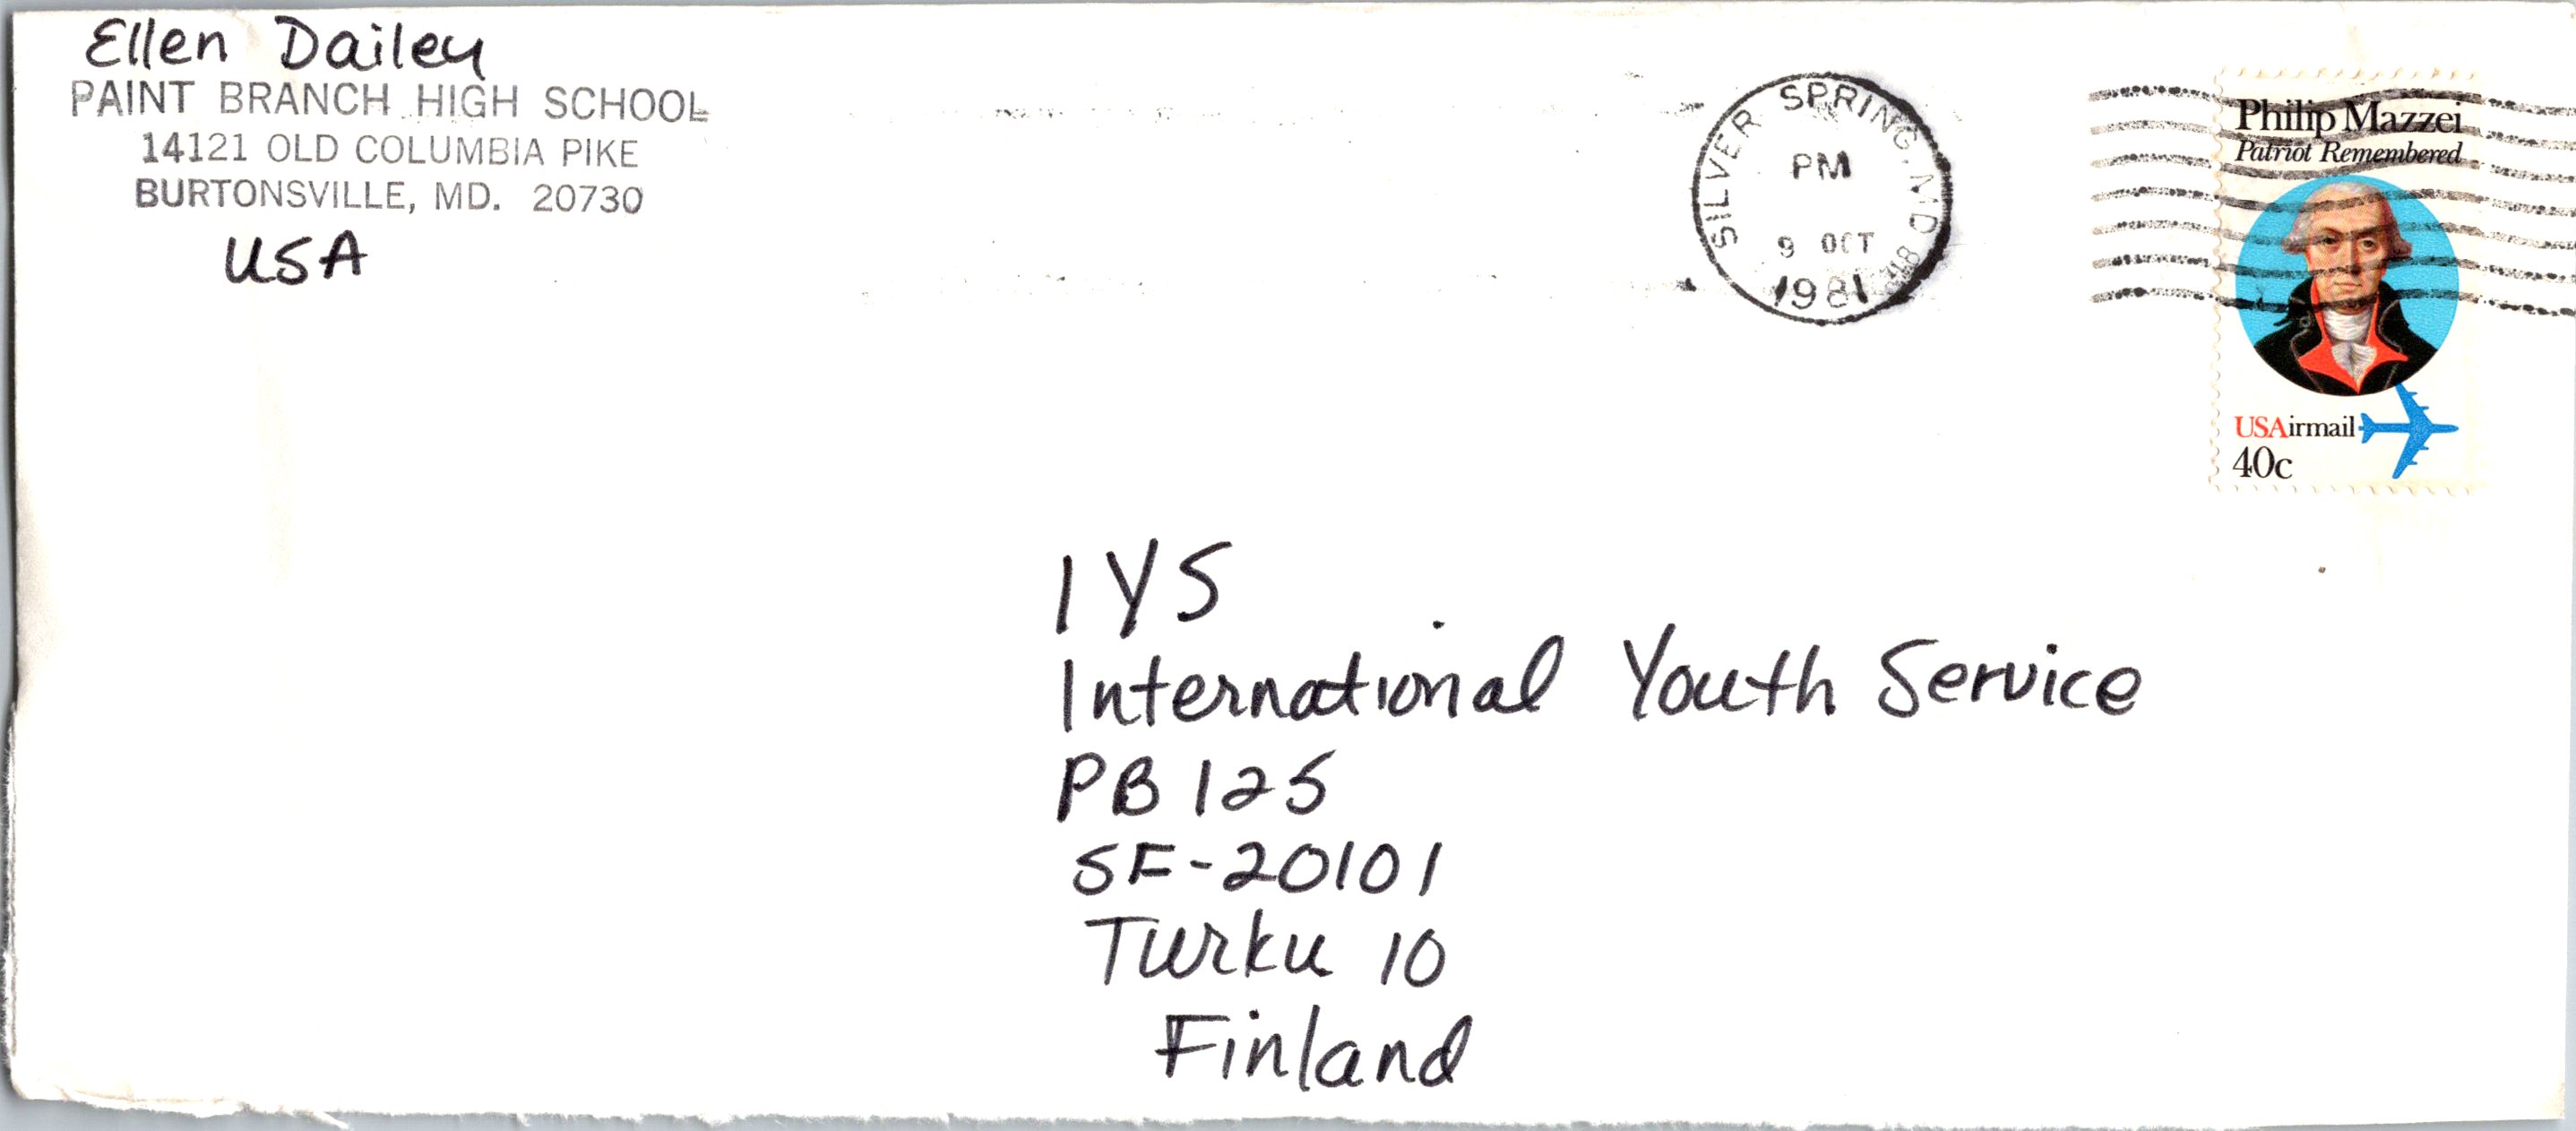 Ellen Dailey
PAINT BRANCH HIGH SCHOOL
14121 OLD COLUMBIA PIKE
BURTONSVILLE, MD. 20730
USA
SILVER SPRING, MD
PM
9 OCT
1981
Philip Mazzei
Patriot Remembered
USAirmail
40c
IYS
International Youth Service
PB 125
SF-20101
Turku 10
Finland